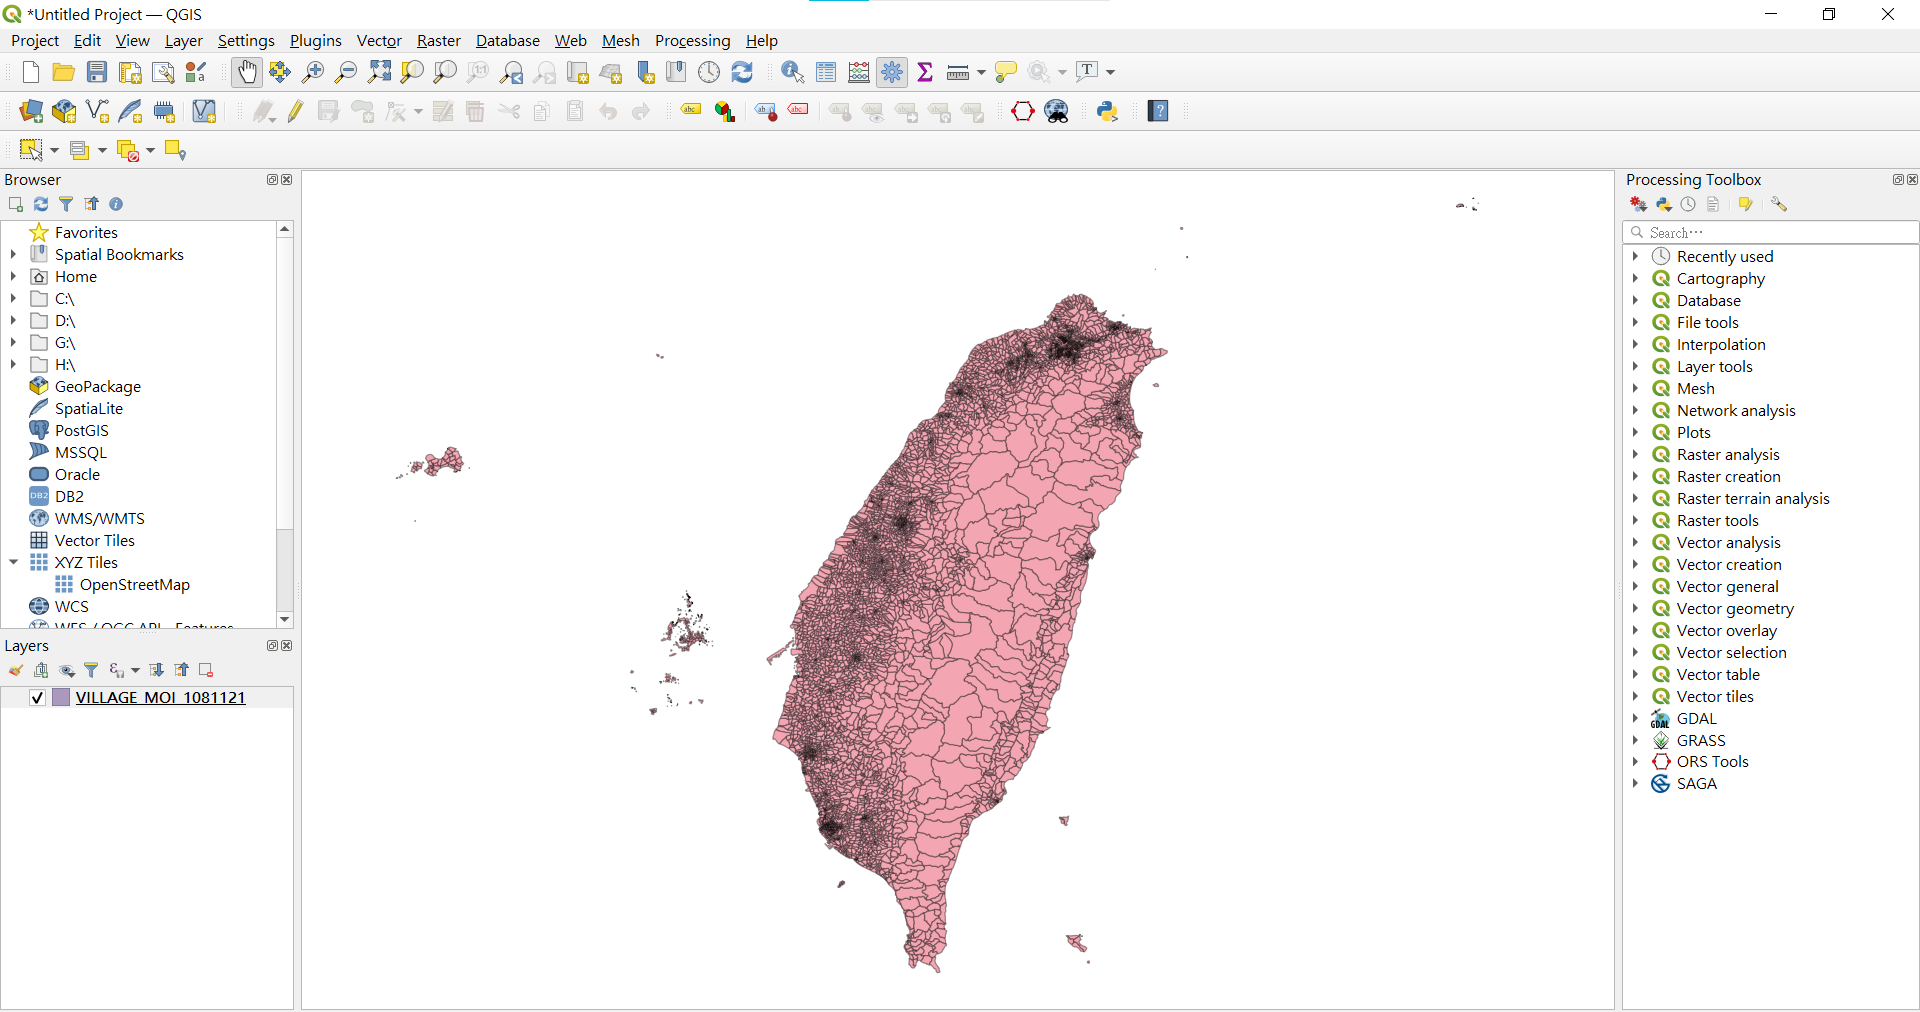 *Untitled Project — QGIS
Project Edit View Layer Settings Plugins Vector Raster Database Web Mesh Processing Help
Browser
Favorites
Spatial Bookmarks
Home
C:\
D:\
G:\
H:\
GeoPackage
SpatiaLite
PostGIS
MSSQL
Oracle
DB2
WMS/WMTS
Vector Tiles
XYZ Tiles
OpenStreetMap
WCS
WFS / OGC API - Features
Layers
VILLAGE_MOI_1081121
Processing Toolbox
Search…
Recently used
Cartography
Database
File tools
Interpolation
Layer tools
Mesh
Network analysis
Plots
Raster analysis
Raster creation
Raster terrain analysis
Raster tools
Vector analysis
Vector creation
Vector general
Vector geometry
Vector overlay
Vector selection
Vector table
Vector tiles
GDAL
GRASS
ORS Tools
SAGA